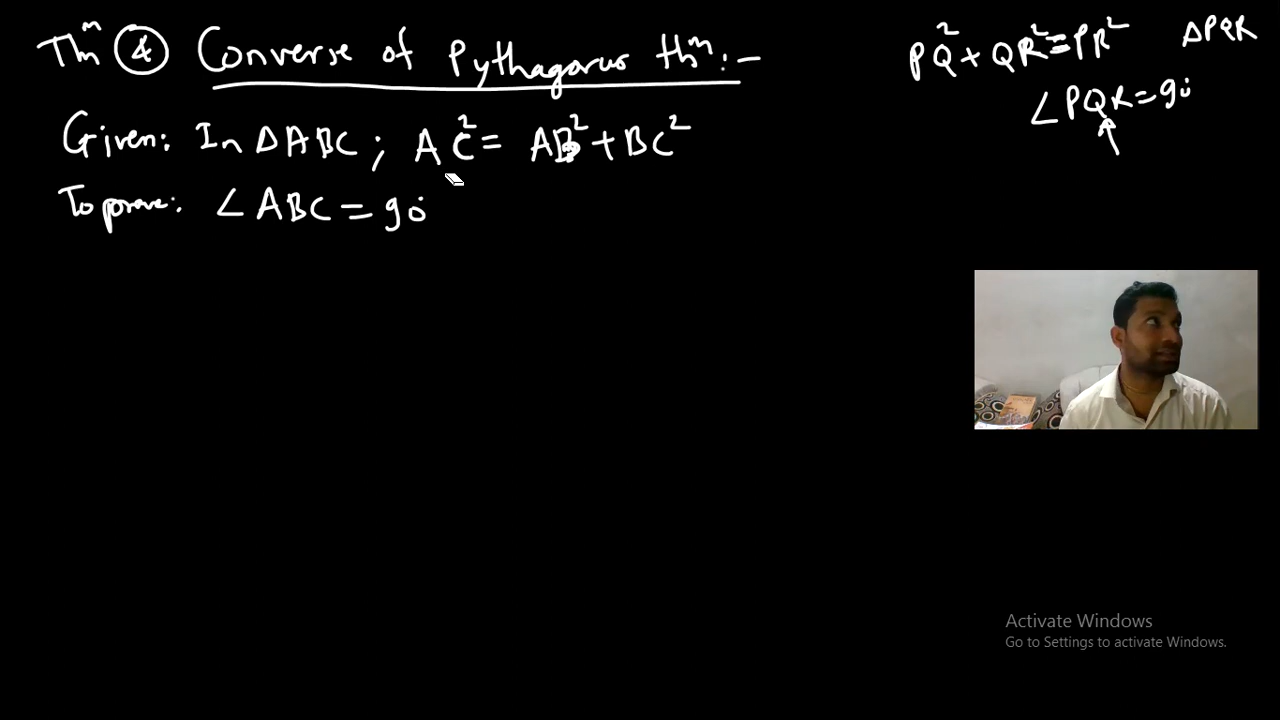 Thm ④ Converse of Pythagorus thm:-
Given: In ΔABC; AC²= AB²+BC²
To prove: ∠ABC=90°
PQ²+QR²=PR² ΔPQR
∠PQR=90°
Activate Windows
Go to Settings to activate Windows.